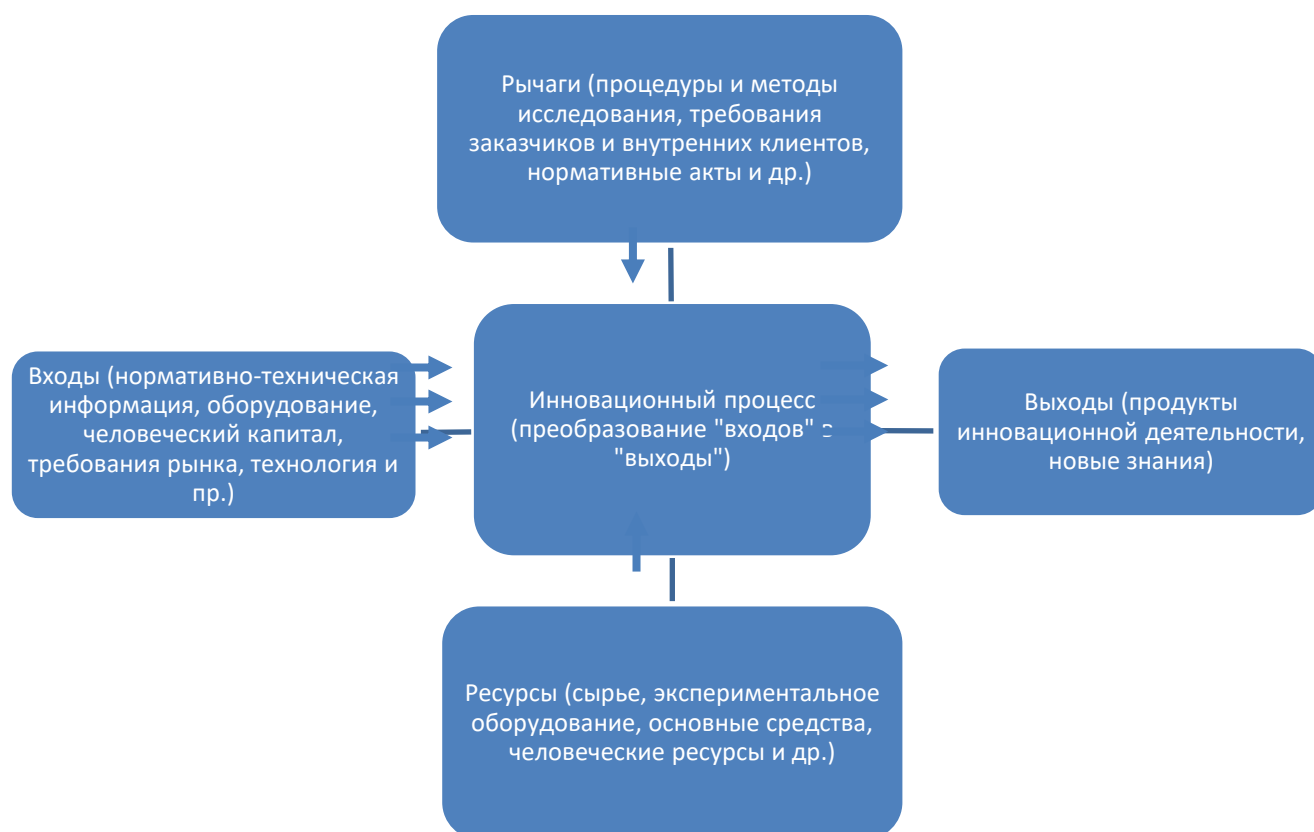 Рычаги (процедуры и методы
исследования, требования
заказчиков и внутренних клиентов,
нормативные акты и др.)
Входы (нормативно-техническая
информация, оборудование,
человеческий капитал,
требования рынка, технология и
пр.)
Инновационный процесс
(преобразование "входов" в
"выходы")
Выходы (продукты
инновационной деятельности,
новые знания)
Ресурсы (сырье, экспериментальное
оборудование, основные средства,
человеческие ресурсы и др.)